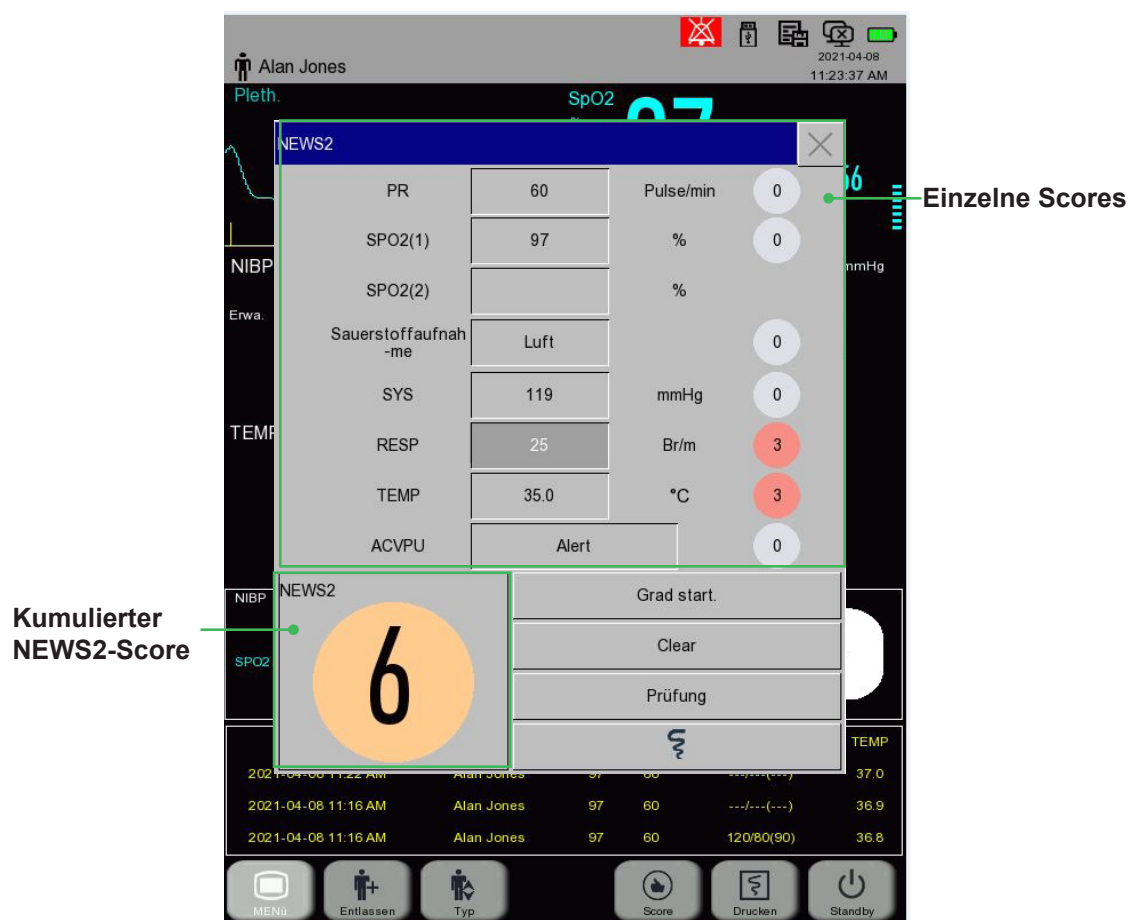 Alan Jones
2021-04-08
11:23:37 AM
Pleth.
SpO2
NEWS2
PR 60 Pulse/min 0
Einzelne Scores
SPO2(1) 97 % 0
NIBP
mmHg
SPO2(2) %
Erwa.
Sauerstoffaufnah
-me
Luft 0
SYS 119 mmHg 0
RESP 25 Br/m 3
TEMP 35.0 °C 3
ACVPU Alert 0
NIBP
NEWS2
Grad start.
Kumulierter
NEWS2-Score
6
Clear
SPO2
Prüfung
TEMP
37.0
2021-04-08 11:16 AM Alan Jones 97 60 ---/---(---) 36.9
2021-04-08 11:16 AM Alan Jones 97 60 120/80(90) 36.8
MENü Entlassen Typ Score Drucken Standby